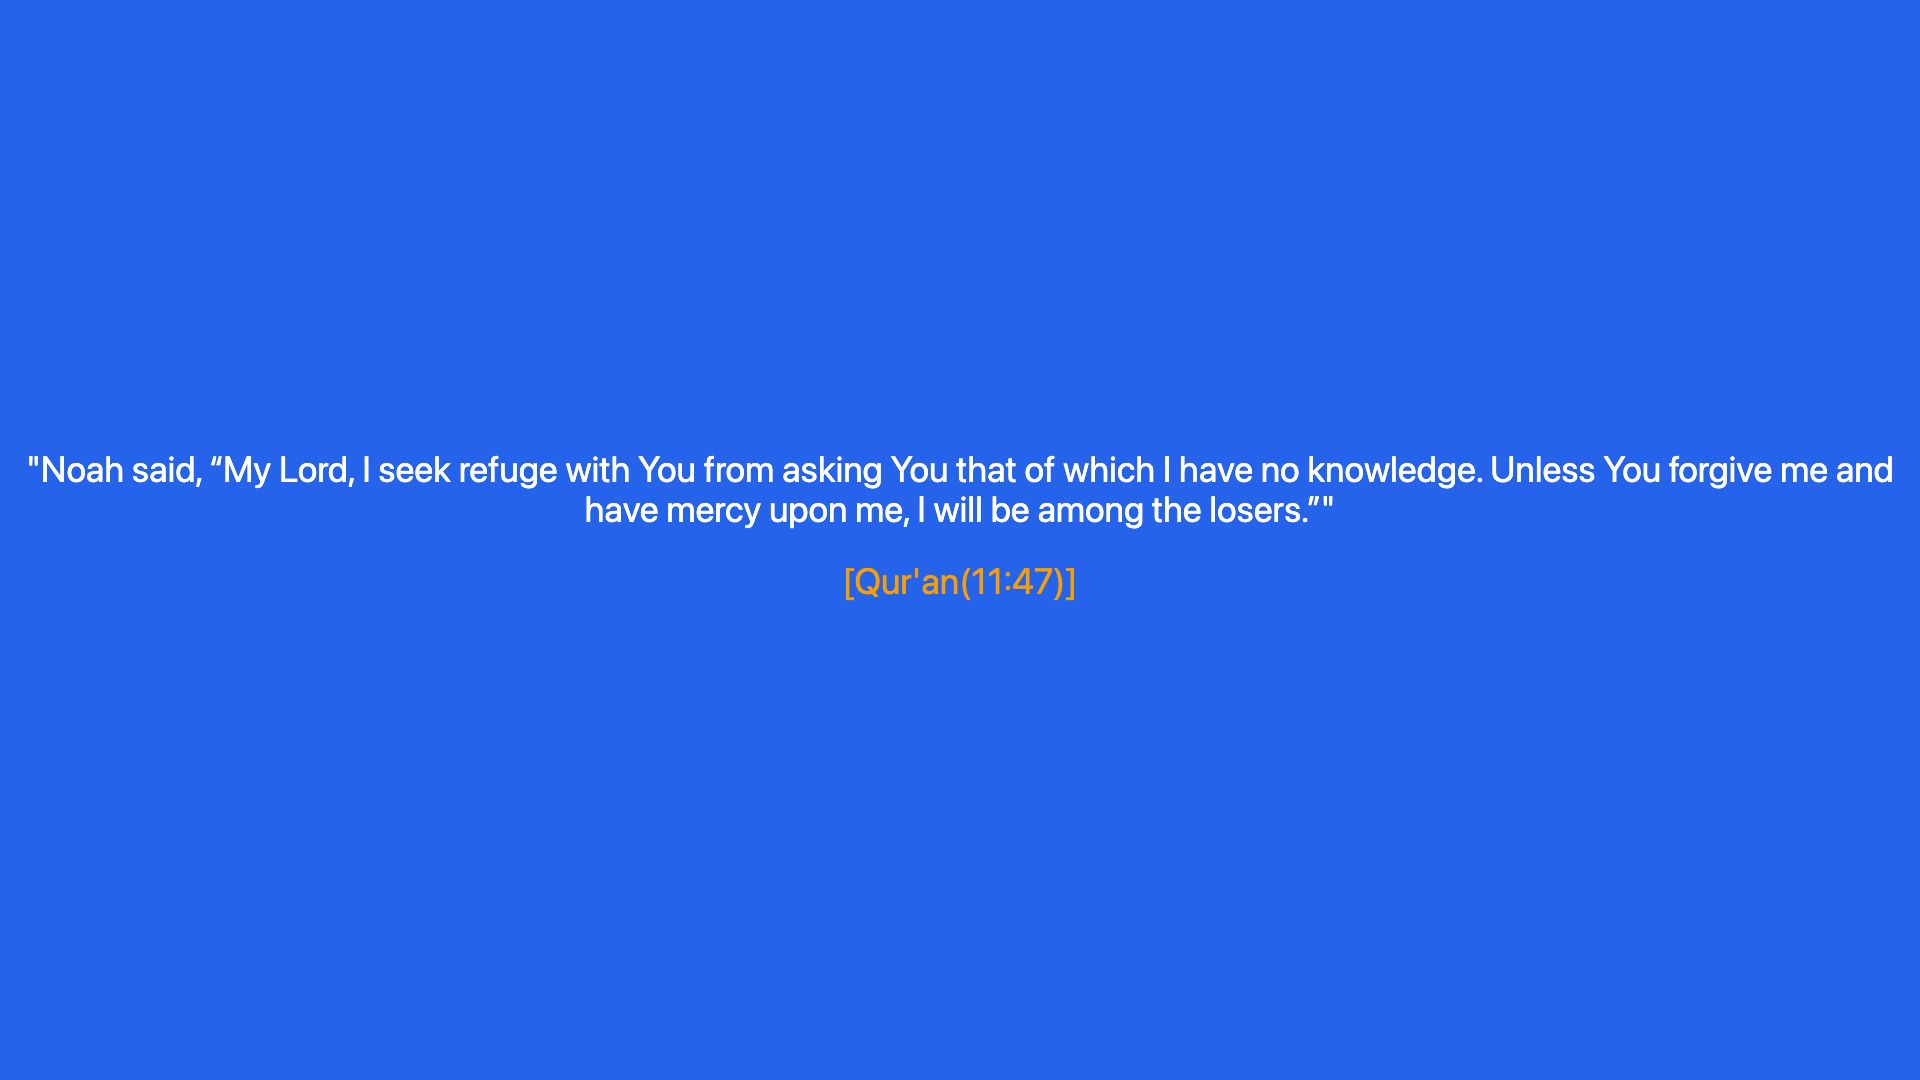 "Noah said, “My Lord, I seek refuge with You from asking You that of which I have no knowledge. Unless You forgive me and
have mercy upon me, I will be among the losers.”"
[Qur'an(11:47)]